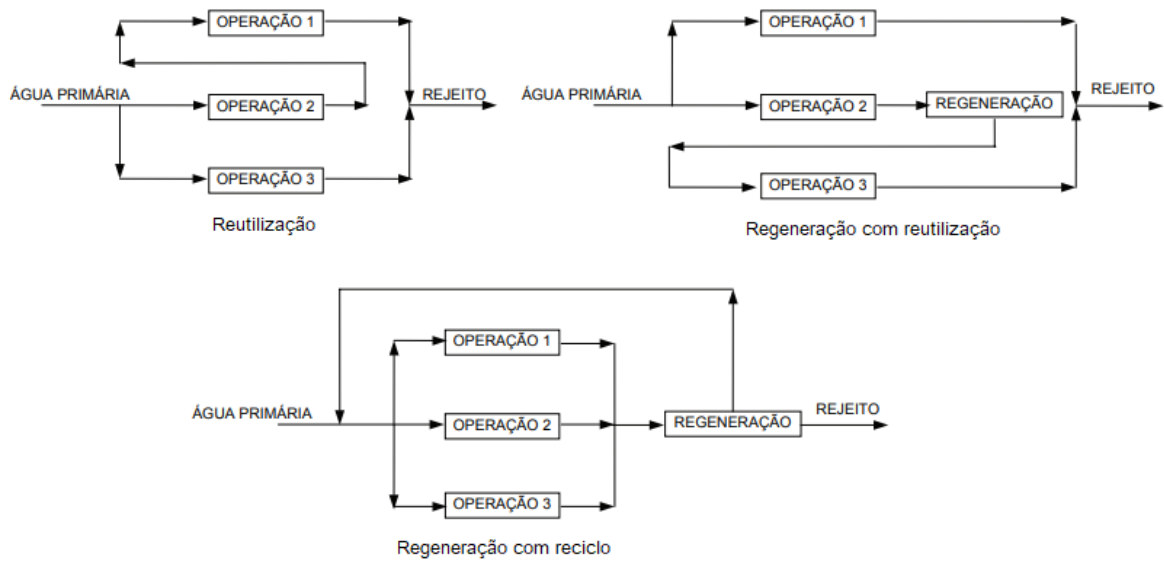 OPERAÇÃO 1
ÁGUA PRIMÁRIA
OPERAÇÃO 2
REJEITO
OPERAÇÃO 3
Reutilização
OPERAÇÃO 1
ÁGUA PRIMÁRIA
OPERAÇÃO 2
REGENERAÇÃO
REJEITO
OPERAÇÃO 3
Regeneração com reutilização
OPERAÇÃO 1
ÁGUA PRIMÁRIA
OPERAÇÃO 2
REGENERAÇÃO
REJEITO
OPERAÇÃO 3
Regeneração com reciclo